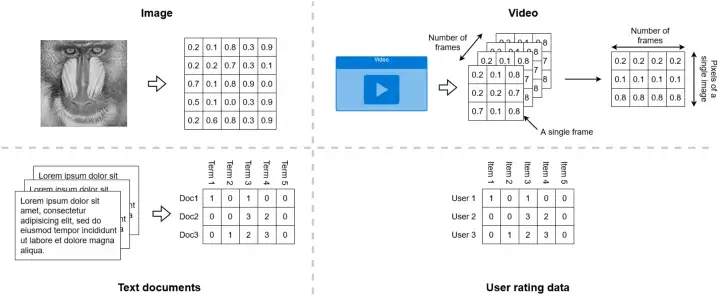 Image
0.2 0.1 0.8 0.3 0.9
0.2 0.2 0.7 0.3 0.1
0.7 0.1 0.8 0.9 0.0
0.5 0.1 0.0 0.3 0.9
0.2 0.6 0.8 0.3 0.9
Video
Number of
frames
Video
0.2 0.1 0.8
0.2 0.1 0.8
0.2 0.2 0.7
0.7 0.1 0.8
A single frame
Number of
frames
0.2 0.2 0.2 0.2
0.1 0.1 0.1 0.1
0.8 0.8 0.8 0.8
Pixels of a
single image
Lorem ipsum dolor sit
Lorem ipsum dolor sit
Lorem ipsum dolor sit
amet, consectetur
adipisicing elit, sed do
eiusmod tempor incididunt
ut labore et dolore magna
aliqua.
Term 1 Term 2 Term 3 Term 4 Term 5
Doc1 1 0 1 0 0
Doc2 0 0 3 2 0
Doc3 0 1 2 3 0
Text documents
Item 1 Item 2 Item 3 Item 4 Item 5
User 1 1 0 1 0 0
User 2 0 0 3 2 0
User 3 0 1 2 3 0
User rating data